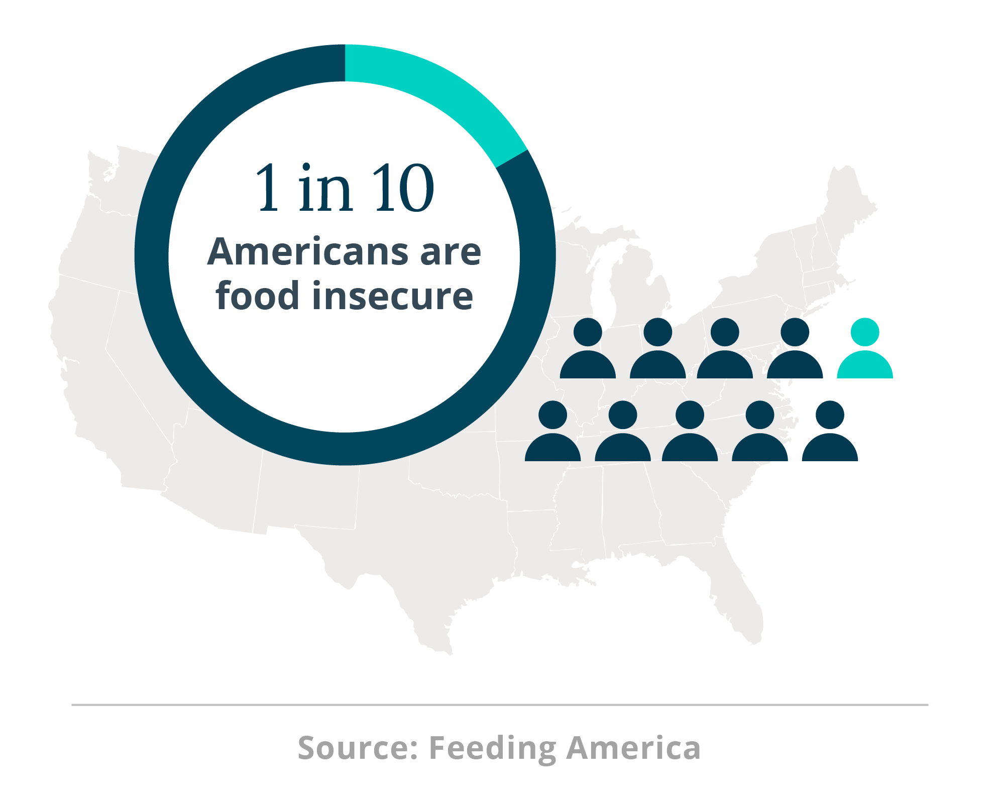 1 in 10
Americans are
food insecure
Source: Feeding America